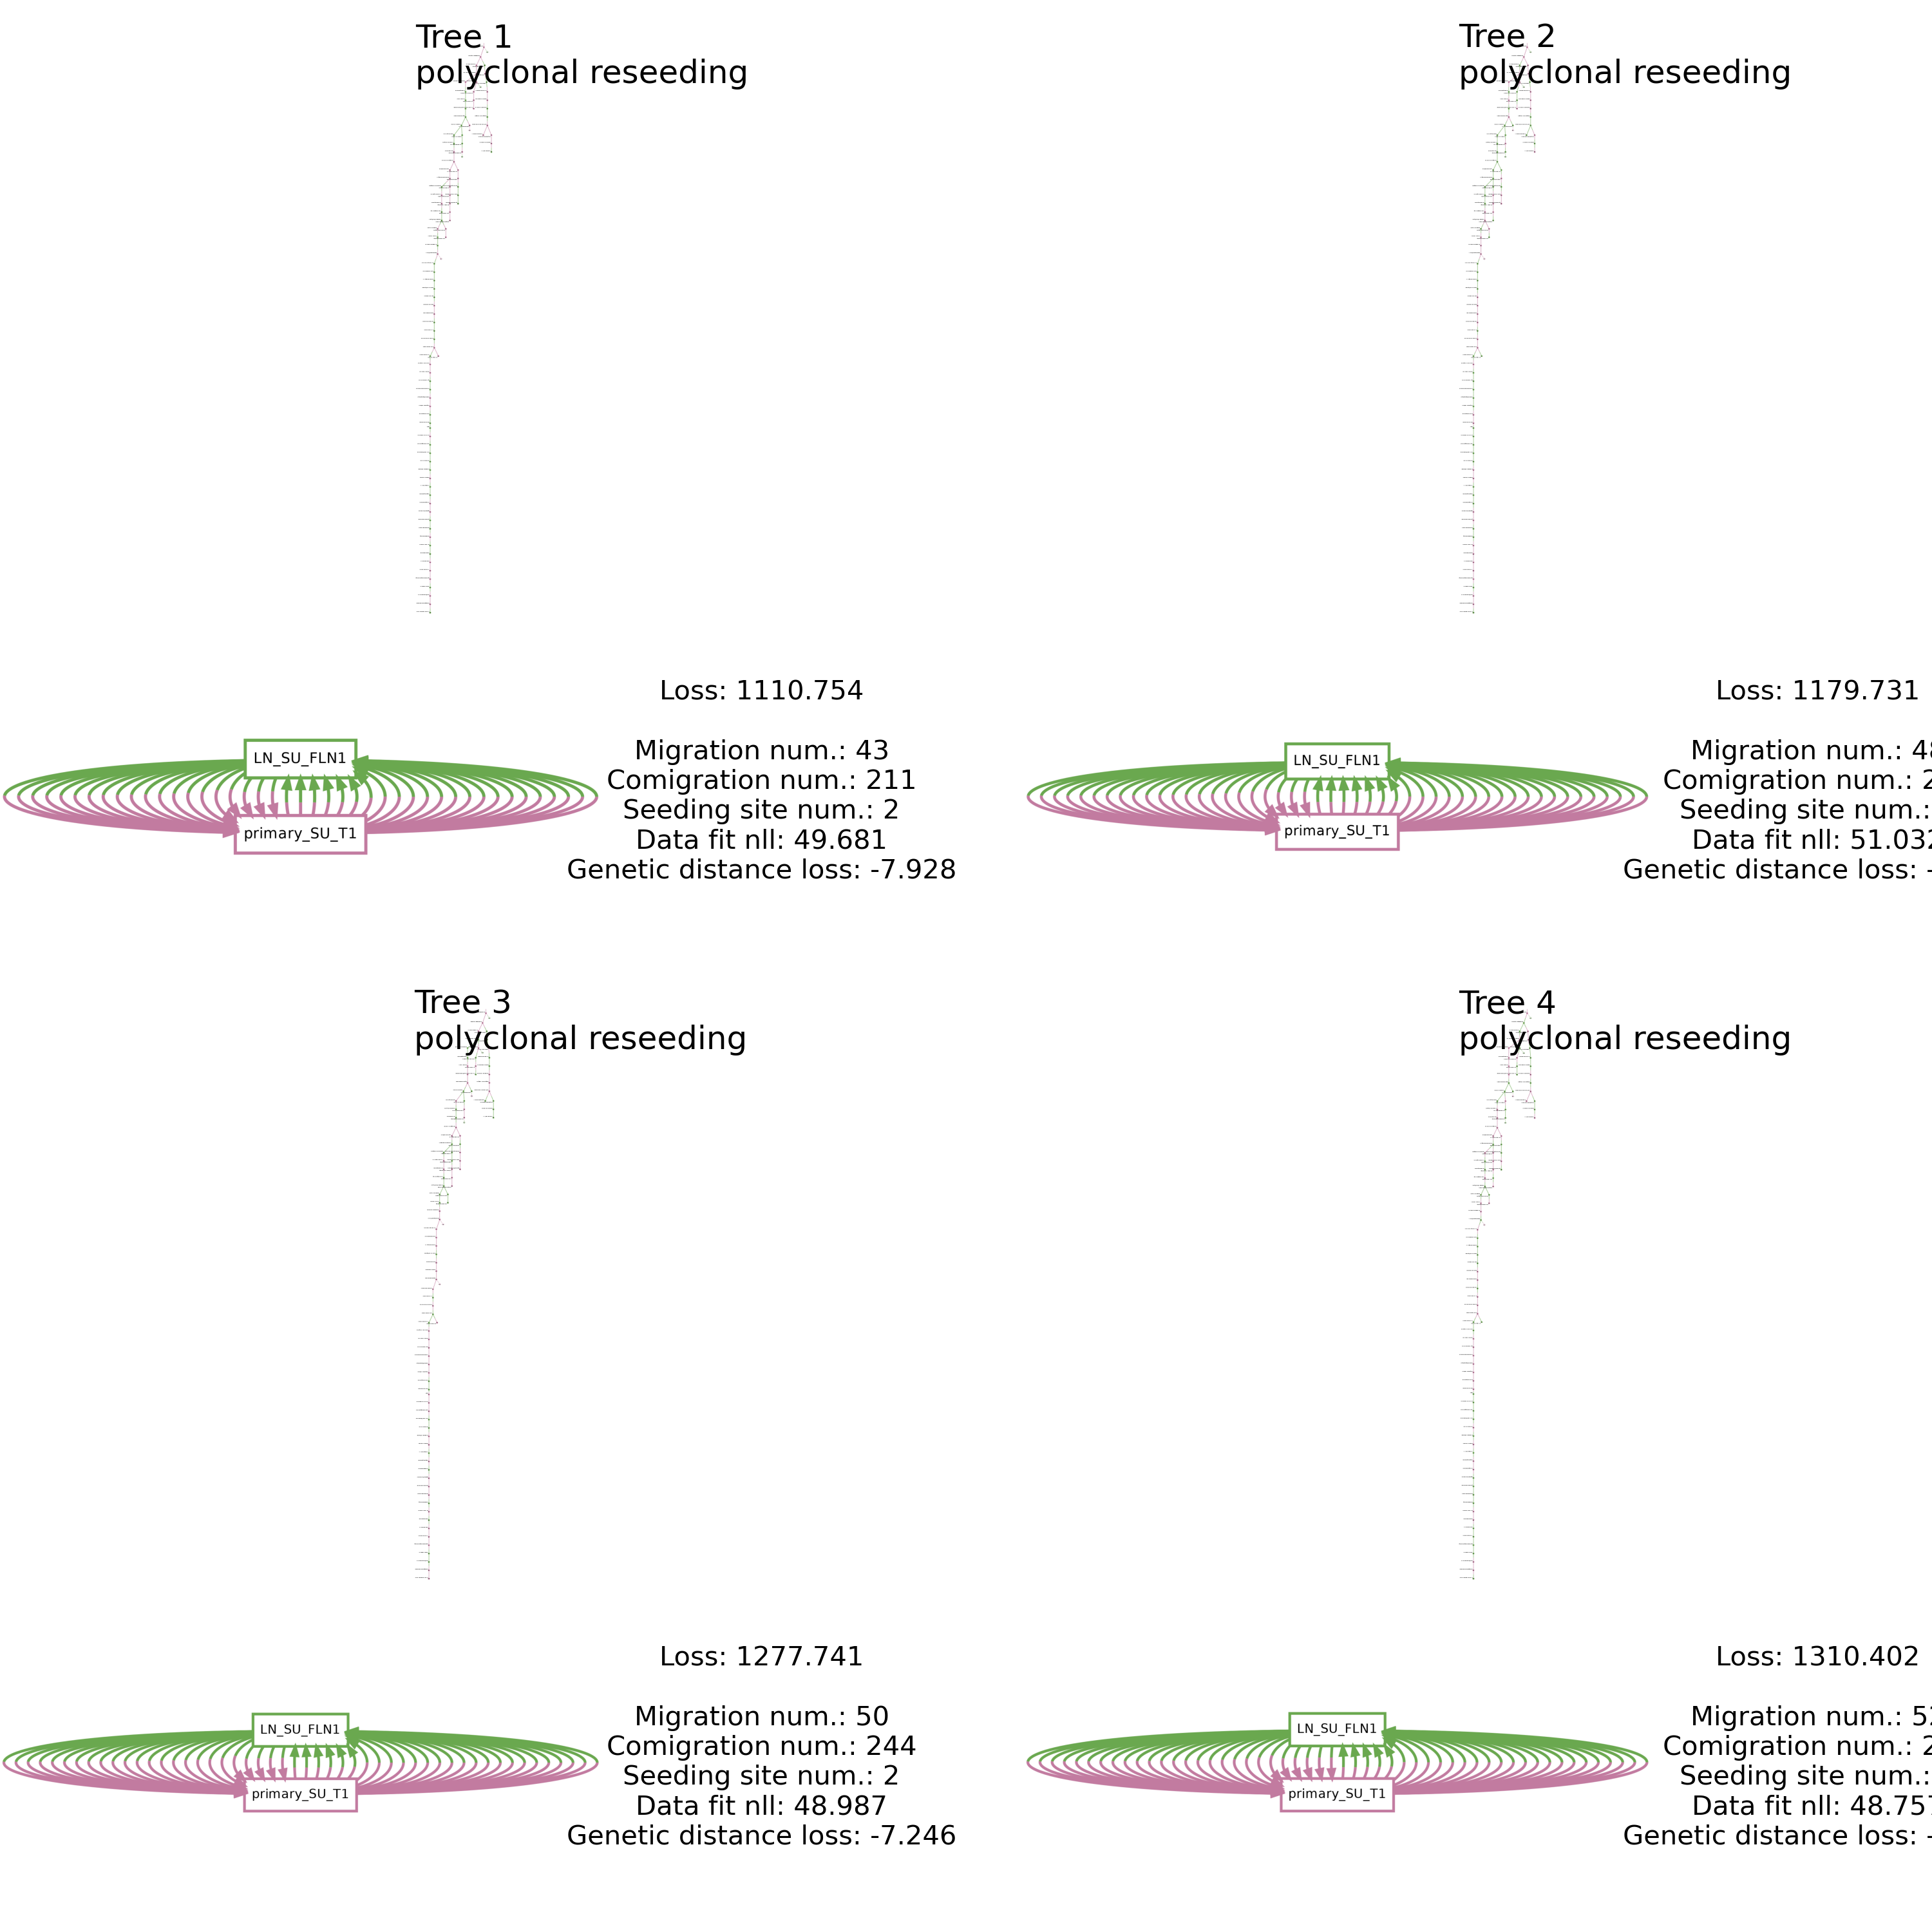 Tree 1
polyclonal reseeding
Tree 2
polyclonal reseeding
Loss: 1110.754
LN_SU_FLN1
primary_SU_T1
Migration num.: 43
Comigration num.: 211
Seeding site num.: 2
Data fit nll: 49.681
Genetic distance loss: -7.928
Loss: 1179.731
LN_SU_FLN1
primary_SU_T1
Migration num.:
Comigration num.:
Seeding site num.:
Data fit nll: 51.032
Genetic distance loss: -
Tree 3
polyclonal reseeding
Tree 4
polyclonal reseeding
Loss: 1277.741
LN_SU_FLN1
primary_SU_T1
Migration num.: 50
Comigration num.: 244
Seeding site num.: 2
Data fit nll: 48.987
Genetic distance loss: -7.246
Loss: 1310.402
LN_SU_FLN1
primary_SU_T1
Migration num.:
Comigration num.:
Seeding site num.:
Data fit nll: 48.757
Genetic distance loss: -